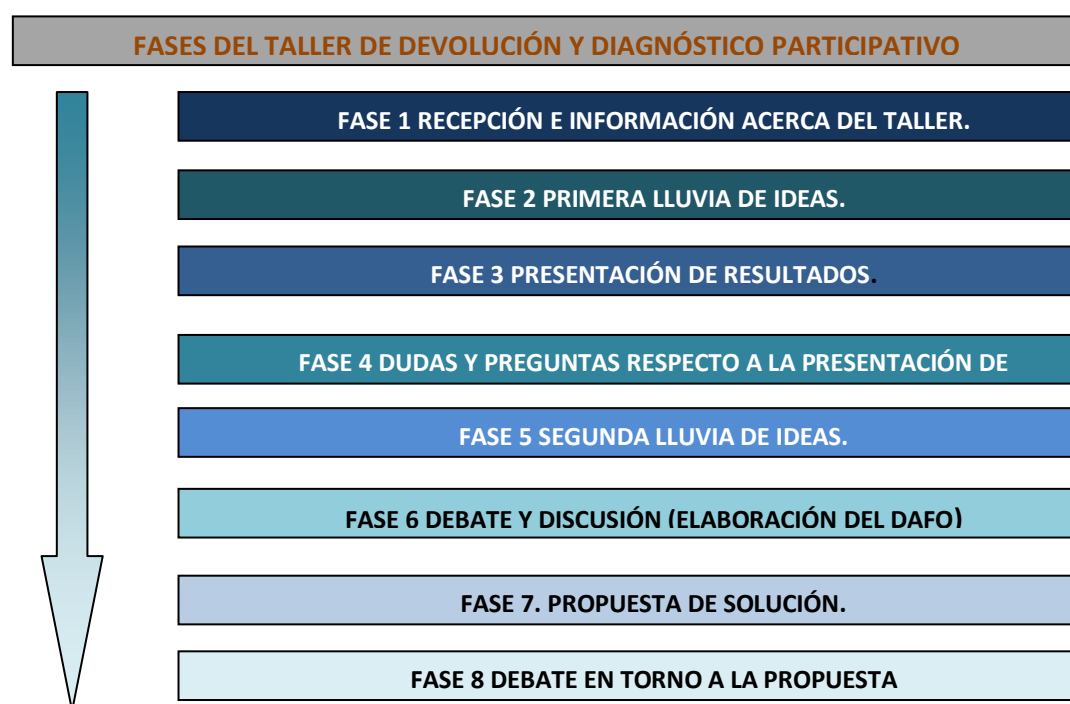 FASES DEL TALLER DE DEVOLUCIÓN Y DIAGNÓSTICO PARTICIPATIVO
FASE 1 RECEPCIÓN E INFORMACIÓN ACERCA DEL TALLER.
FASE 2 PRIMERA LLUVIA DE IDEAS.
FASE 3 PRESENTACIÓN DE RESULTADOS.
FASE 4 DUDAS Y PREGUNTAS RESPECTO A LA PRESENTACIÓN DE
FASE 5 SEGUNDA LLUVIA DE IDEAS.
FASE 6 DEBATE Y DISCUSIÓN (ELABORACIÓN DEL DAFO)
FASE 7. PROPUESTA DE SOLUCIÓN.
FASE 8 DEBATE EN TORNO A LA PROPUESTA